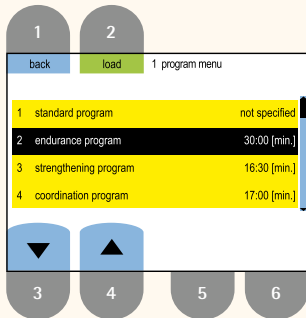 1 2
back load 1 program menu
1 standard program not specified
2 endurance program 30:00 [min.]
3 strengthening program 16:30 [min.]
4 coordination program 17:00 [min.]
3 4 5 6